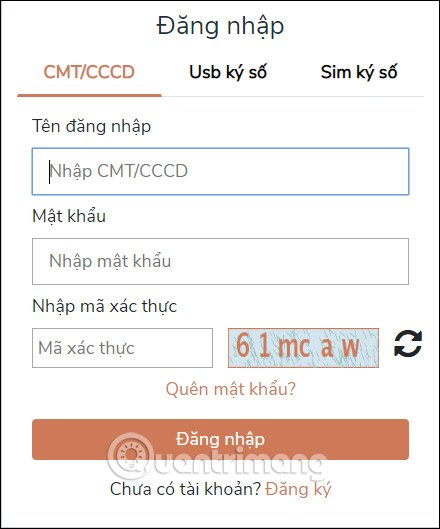 Đăng nhập
CMT/CCCD Usb ký số Sim ký số
Tên đăng nhập
Nhập CMT/CCCD
Mật khẩu
Nhập mật khẩu
Nhập mã xác thực
Mã xác thực 61mcaw
Quên mật khẩu?
Đăng nhập
Quantrimang
Chưa có tài khoản? Đăng ký